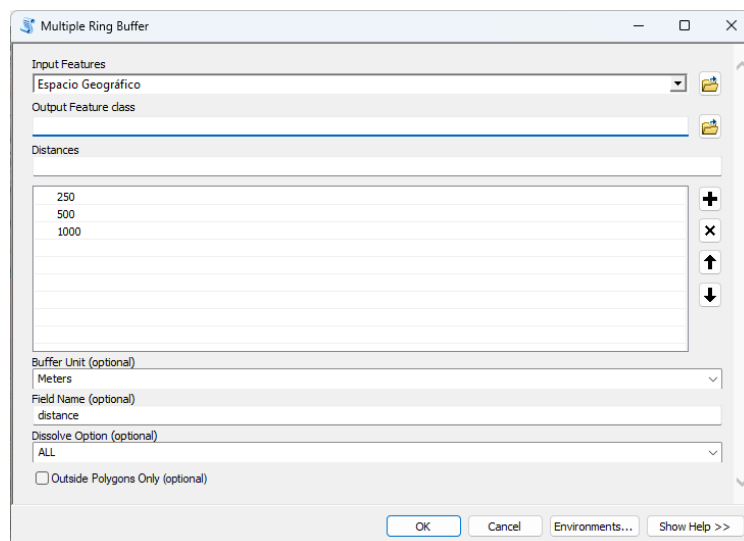 Multiple Ring Buffer
Input Features
Espacio Geográfico
Output Feature class
Distances
250
500
1000
Buffer Unit (optional)
Meters
Field Name (optional)
distance
Dissolve Option (optional)
ALL
Outside Polygons Only (optional)
OK Cancel Environments... Show Help >>